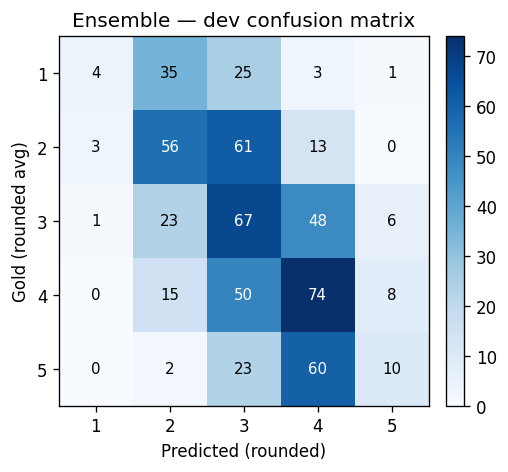 Ensemble — dev confusion matrix
1 4 35 25 3 1
2 3 56 61 13 0
3 1 23 67 48 6
4 0 15 50 74 8
5 0 2 23 60 10
1 2 3 4 5
Predicted (rounded)
Gold (rounded avg)
70
60
50
40
30
20
10
0